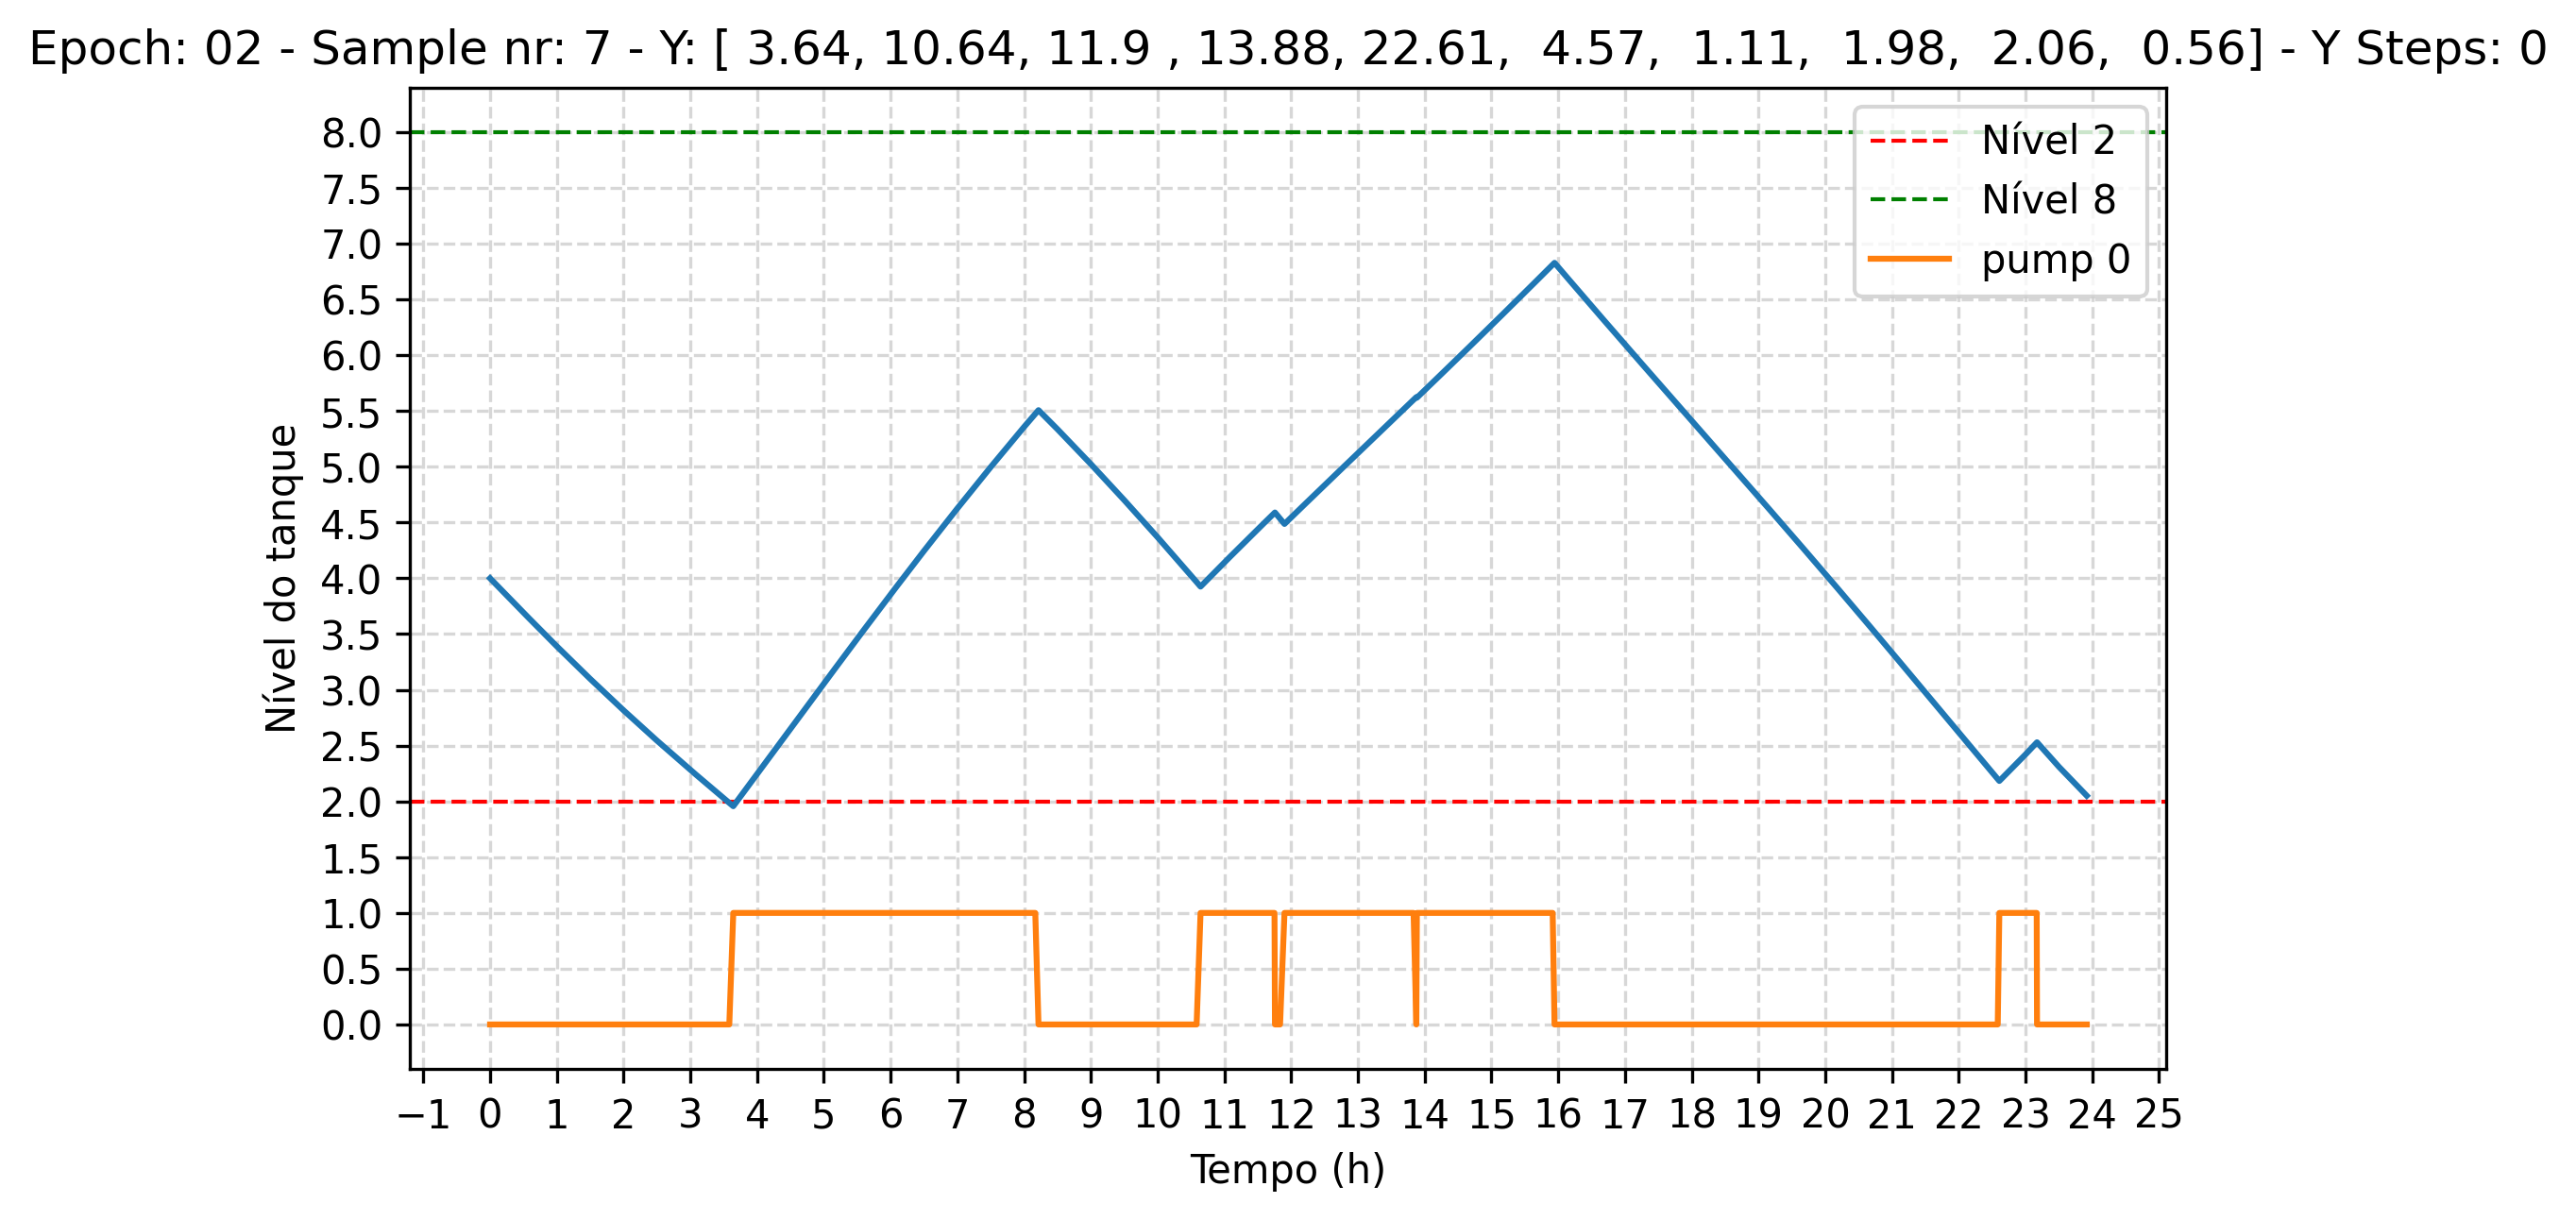 Epoch: 02 - Sample nr: 7 - Y: [ 3.64, 10.64, 11.9 , 13.88, 22.61,  4.57,  1.11,  1.98,  2.06,  0.56] - Y Steps: 0
Nível 2
Nível 8
pump 0
Nível do tanque
8.0
7.5
7.0
6.5
6.0
5.5
5.0
4.5
4.0
3.5
3.0
2.5
2.0
1.5
1.0
0.5
0.0
−1 0 1 2 3 4 5 6 7 8 9 10 11 12 13 14 15 16 17 18 19 20 21 22 23 24 25
Tempo (h)